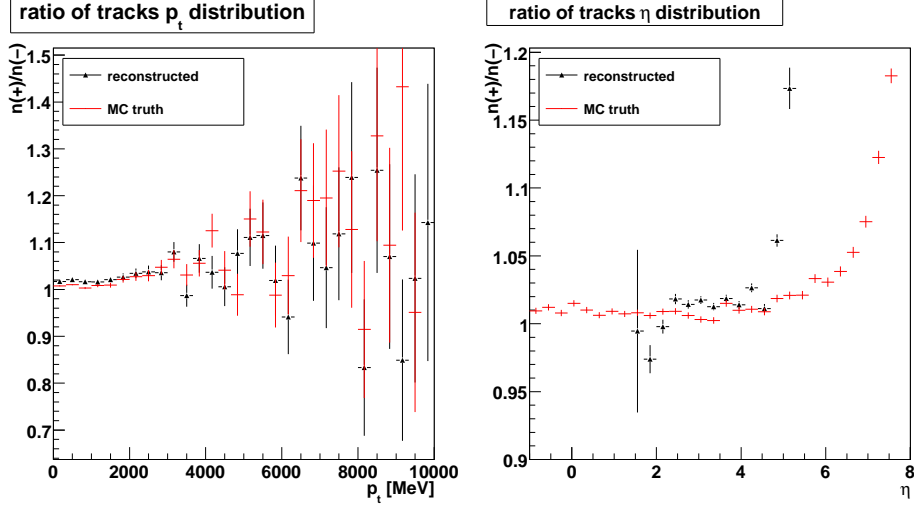 ratio of tracks p_t distribution
n(+)/n(−)
1.5
1.4
1.3
1.2
1.1
1
0.9
0.8
0.7
reconstructed
MC truth
0 2000 4000 6000 8000 10000
p_t [MeV]
ratio of tracks η distribution
n(+)/n(−)
1.2
1.15
1.1
1.05
1
0.95
0.9
reconstructed
MC truth
0 2 4 6 8
η